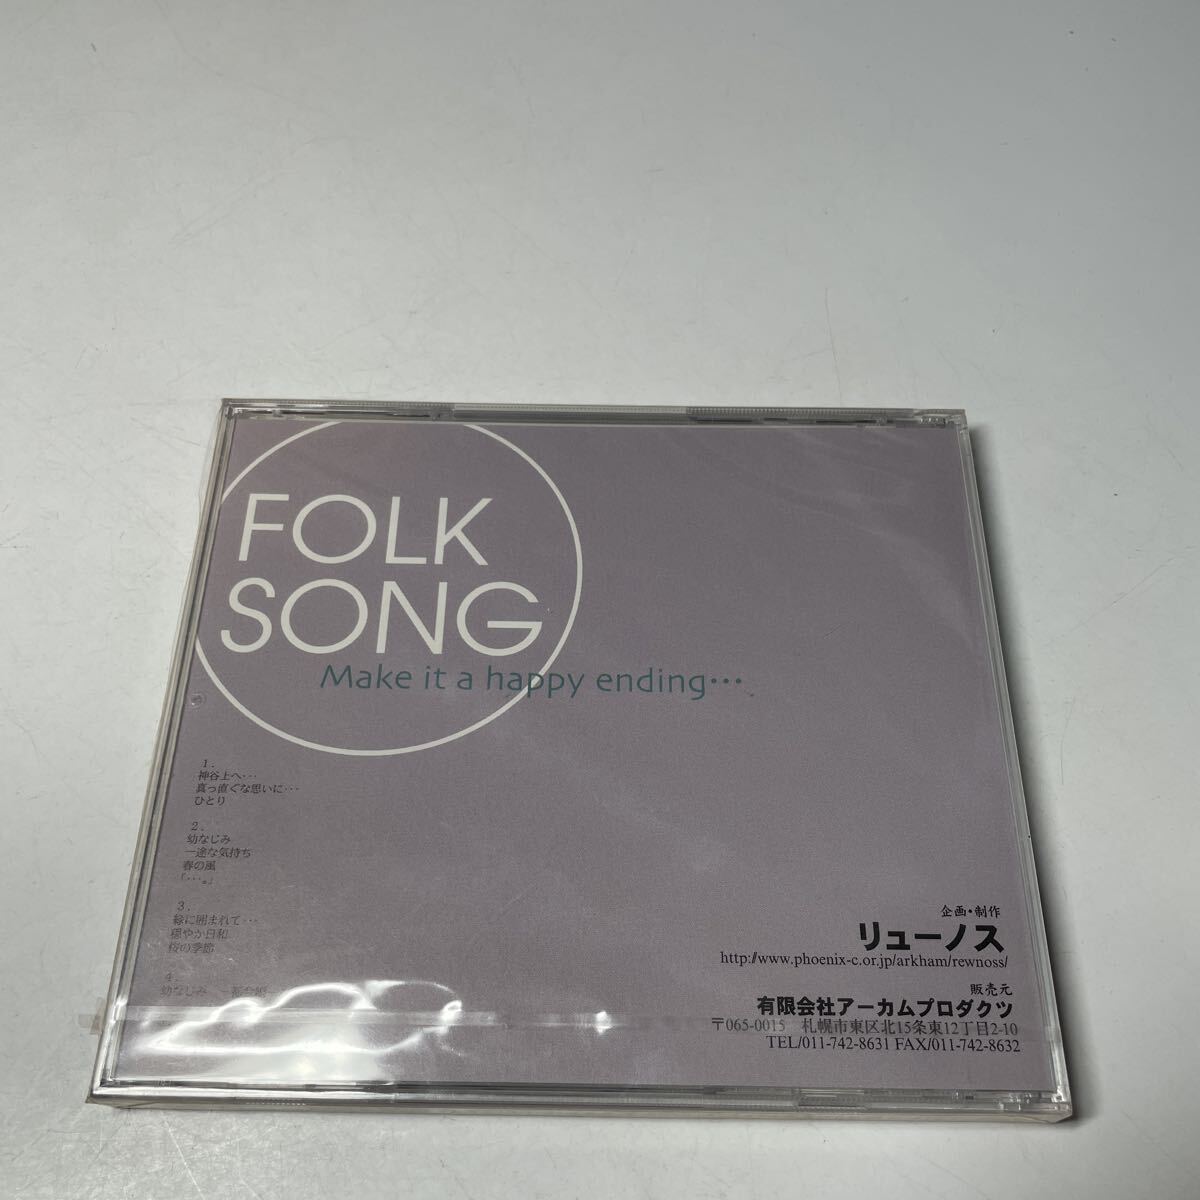 FOLK
SONG
Make it a happy ending…
1.
神谷上へ…
真っ直ぐな思いに…
ひとり
2.
幼なじみ
一途な気持ち
春の風
「…。」
3.
緑に囲まれて…
穏やか日和
桜の季節
4.
幼なじみ
企画・制作
リューノス
http://www.phoenix-c.or.jp/arkham/rewnoss/
販売元
有限会社アーカムプロダクツ
〒065-0015 札幌市東区北15条東12丁目2-10
TEL/011-742-8631 FAX/011-742-8632